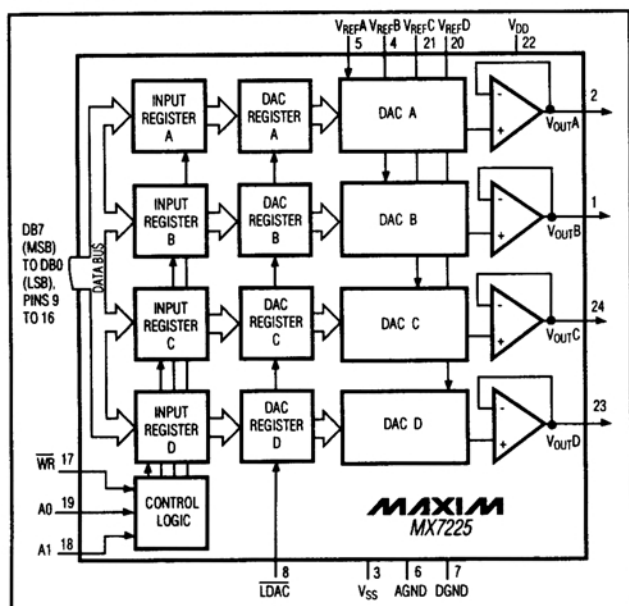 VREFA VREFB VREFC VREFD VDD
5 4 21 20 22
INPUT REGISTER A
DAC REGISTER A
DAC A
-
+
2
VOUTA
INPUT REGISTER B
DAC REGISTER B
DAC B
-
+
1
VOUTB
DB7 (MSB) TO DB0 (LSB), PINS 9 TO 16
DATA BUS
INPUT REGISTER C
DAC REGISTER C
DAC C
-
+
24
VOUTC
INPUT REGISTER D
DAC REGISTER D
DAC D
-
+
23
VOUTD
WR 17
A0 19
A1 18
CONTROL LOGIC
MAXIM
MX7225
8
LDAC
3
VSS
6
AGND
7
DGND